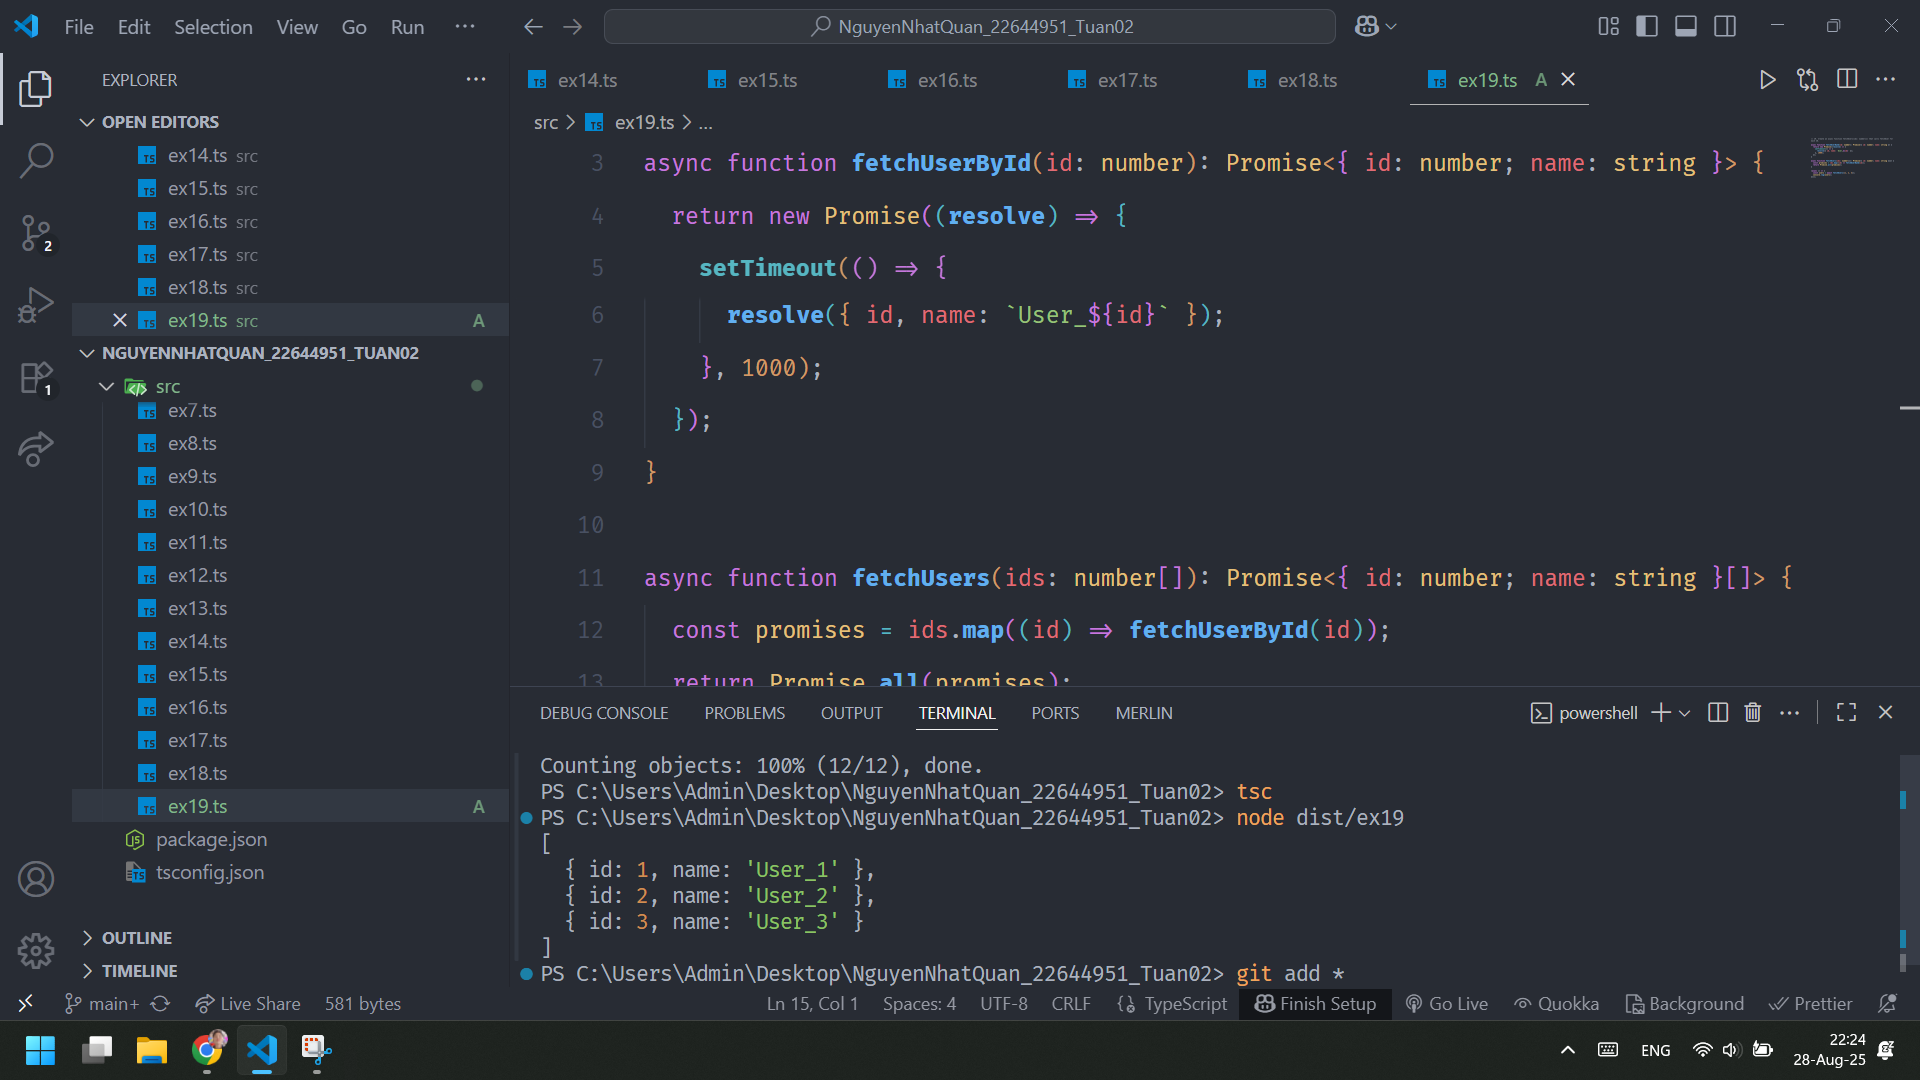 File Edit Selection View Go Run ···
NguyenNhatQuan_22644951_Tuan02
EXPLORER
OPEN EDITORS
ex14.ts src
ex15.ts src
ex16.ts src
ex17.ts src
ex18.ts src
ex19.ts src A
NGUYENNHATQUAN_22644951_TUAN02
src
ex7.ts
ex8.ts
ex9.ts
ex10.ts
ex11.ts
ex12.ts
ex13.ts
ex14.ts
ex15.ts
ex16.ts
ex17.ts
ex18.ts
ex19.ts A
package.json
tsconfig.json
OUTLINE
TIMELINE
2
1
ex14.ts ex15.ts ex16.ts ex17.ts ex18.ts ex19.ts A
src > ex19.ts > ...
3 async function fetchUserById(id: number): Promise<{ id: number; name: string }> {
4 return new Promise((resolve) => {
5 setTimeout(() => {
6 resolve({ id, name: `User_${id}` });
7 }, 1000);
8 });
9 }
10
11 async function fetchUsers(ids: number[]): Promise<{ id: number; name: string }[]> {
12 const promises = ids.map((id) => fetchUserById(id));
13 return Promise.all(promises);
DEBUG CONSOLE PROBLEMS OUTPUT TERMINAL PORTS MERLIN
powershell
Counting objects: 100% (12/12), done.
PS C:\Users\Admin\Desktop\NguyenNhatQuan_22644951_Tuan02> tsc
PS C:\Users\Admin\Desktop\NguyenNhatQuan_22644951_Tuan02> node dist/ex19
[
{ id: 1, name: 'User_1' },
{ id: 2, name: 'User_2' },
{ id: 3, name: 'User_3' }
]
PS C:\Users\Admin\Desktop\NguyenNhatQuan_22644951_Tuan02> git add *
main+ Live Share 581 bytes Ln 15, Col 1 Spaces: 4 UTF-8 CRLF {} TypeScript Finish Setup Go Live Quokka Background Prettier
ENG
22:24
28-Aug-25